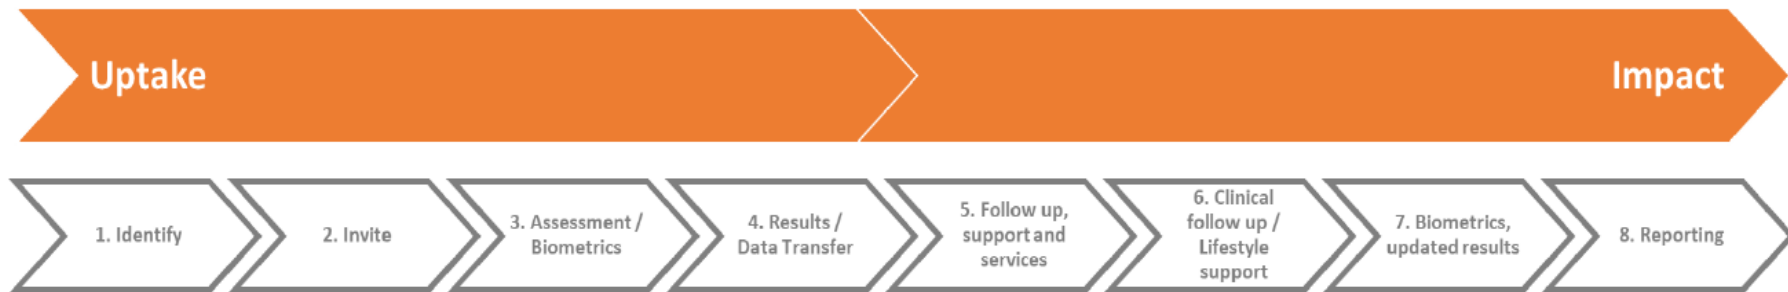 Uptake
Impact
1. Identify
2. Invite
3. Assessment /
Biometrics
4. Results /
Data Transfer
5. Follow up,
support and
services
6. Clinical
follow up /
Lifestyle
support
7. Biometrics,
updated results
8. Reporting